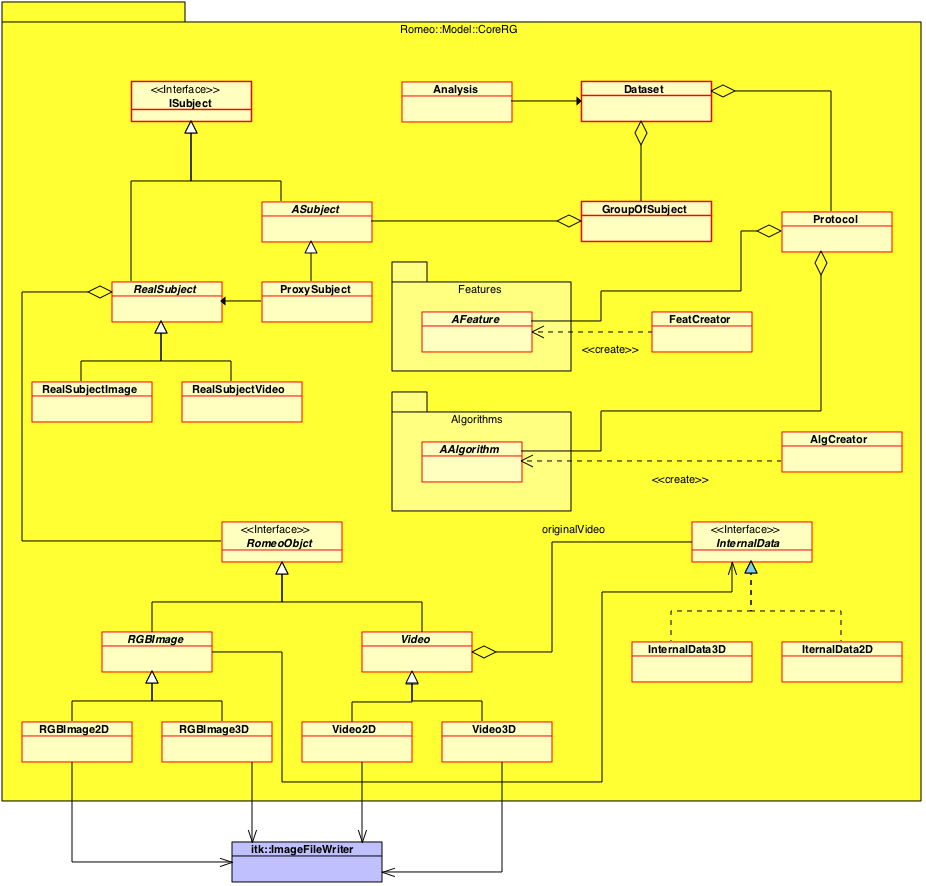 Romeo::Model::CoreRG
<<Interface>>
ISubject
Analysis
Dataset
ASubject
GroupOfSubject
Protocol
RealSubject
ProxySubject
Features
AFeature
FeatCreator
<<create>>
RealSubjectImage
RealSubjectVideo
Algorithms
AAlgorithm
AlgCreator
<<create>>
<<Interface>>
RomeoObjct
originalVideo
<<Interface>>
InternalData
RGBImage
Video
InternalData3D
IternalData2D
RGBImage2D
RGBImage3D
Video2D
Video3D
itk::ImageFileWriter